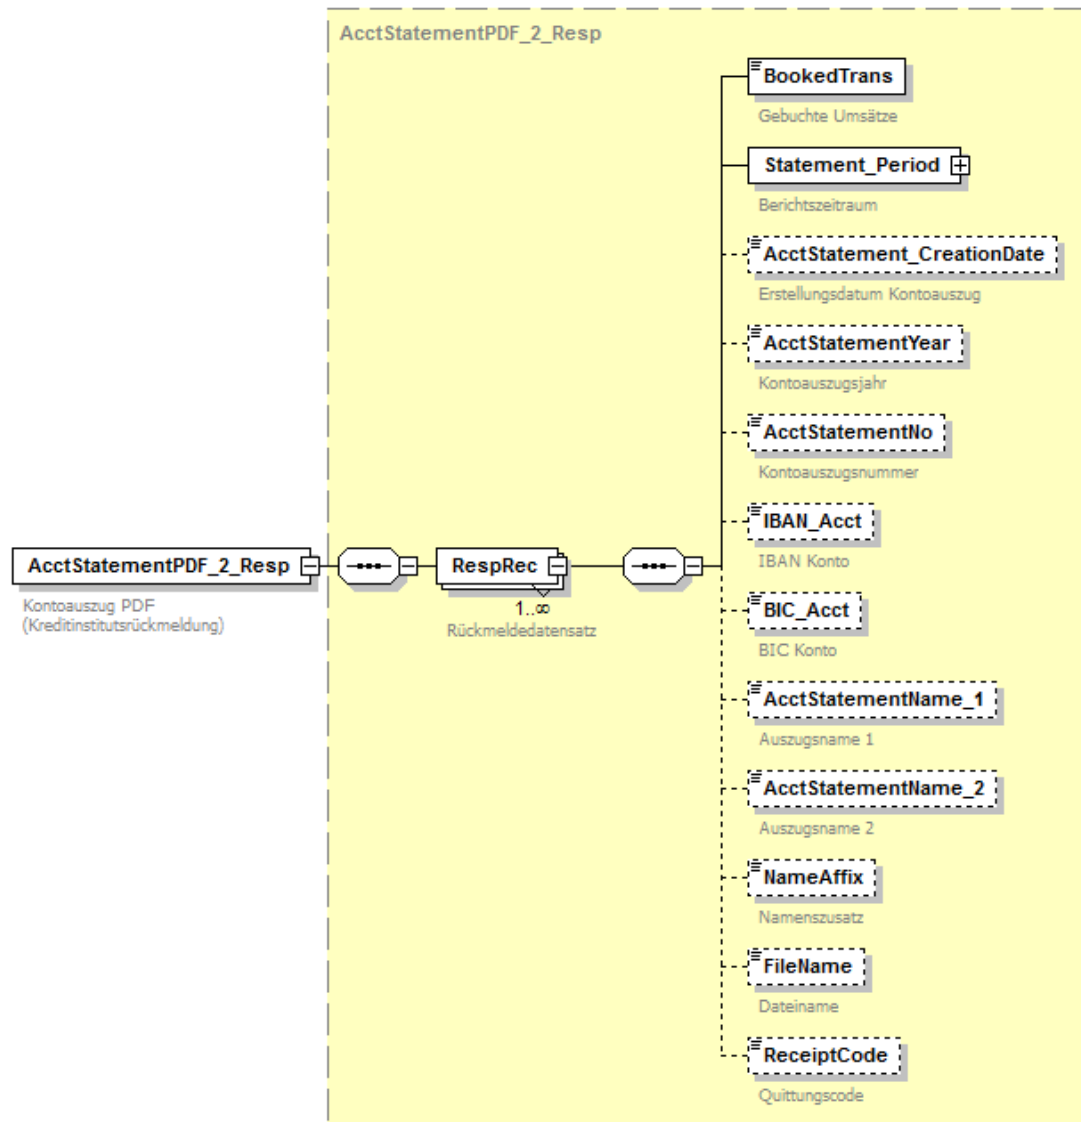 AcctStatementPDF_2_Resp
BookedTrans
Gebuchte Umsätze
Statement_Period
Berichtszeitraum
AcctStatement_CreationDate
Erstellungsdatum Kontoauszug
AcctStatementYear
Kontoauszugsjahr
AcctStatementNo
Kontoauszugsnummer
IBAN_Acct
IBAN Konto
AcctStatementPDF_2_Resp
Kontoauszug PDF
(Kreditinstitutsrückmeldung)
RespRec
1..∞
Rückmeldedatensatz
BIC_Acct
BIC Konto
AcctStatementName_1
Auszugsname 1
AcctStatementName_2
Auszugsname 2
NameAffix
Namenszusatz
FileName
Dateiname
ReceiptCode
Quittungscode